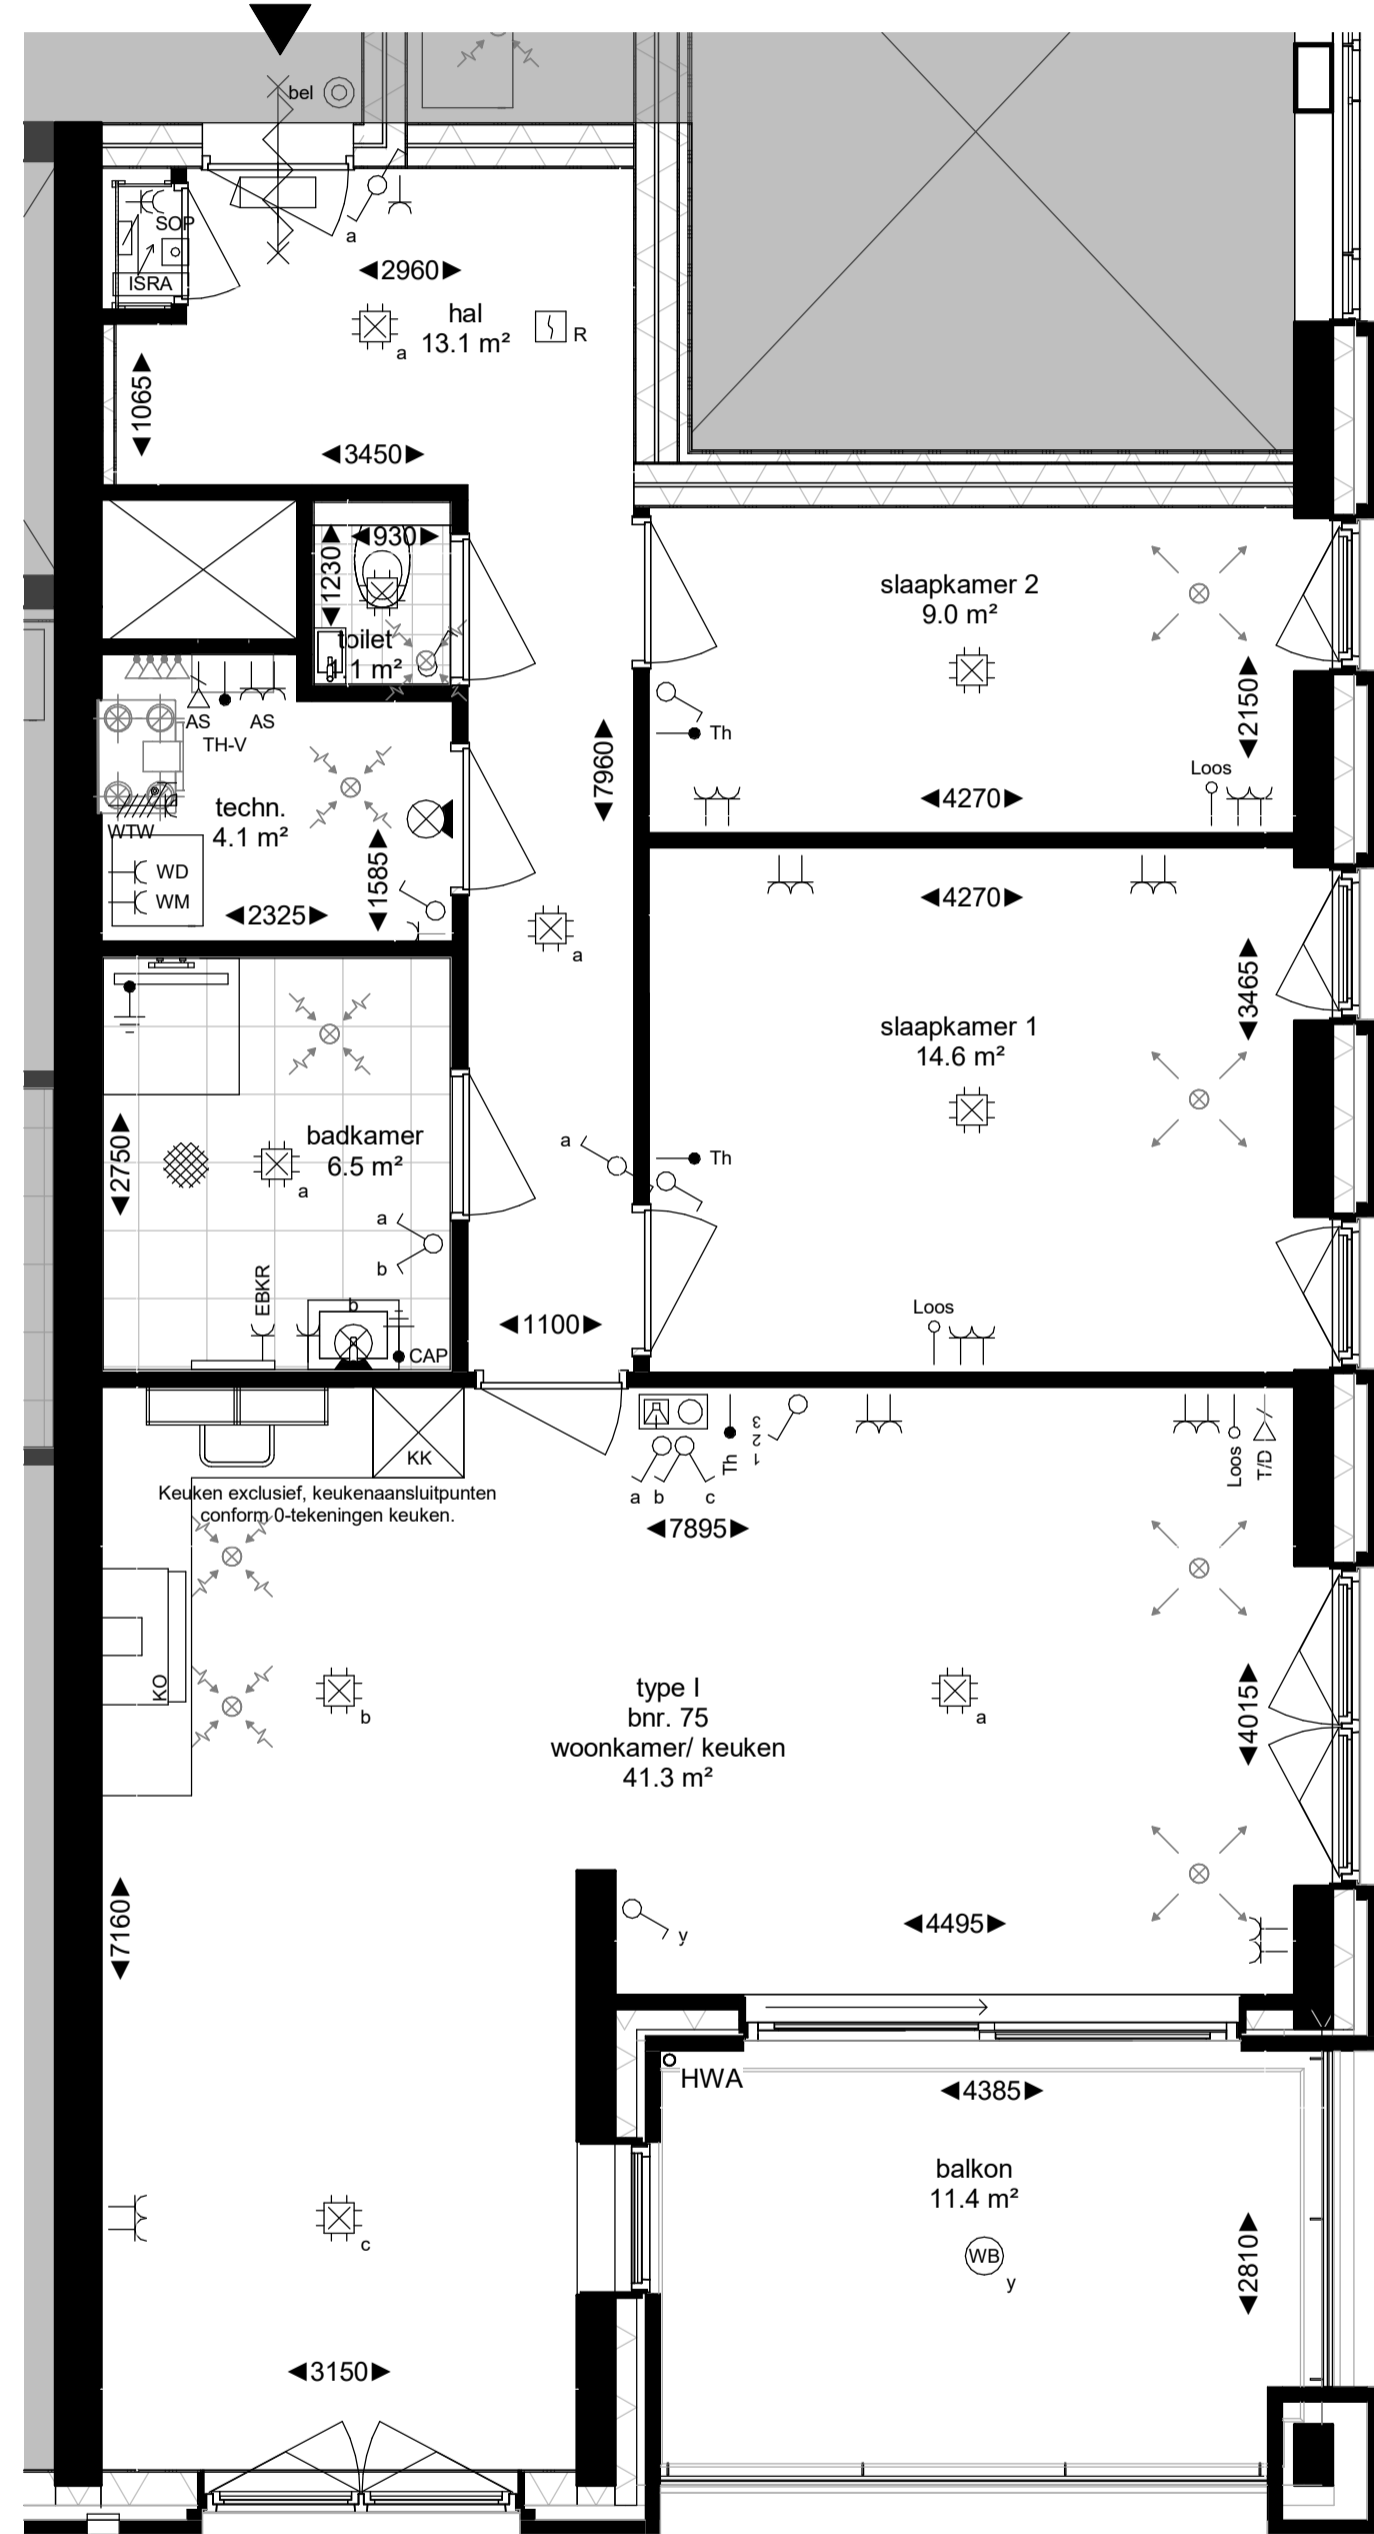 bel
a
SOP
ISRA
2960
hal
13.1 m²
a
R
1065
3450
930
1230
toilet
1.1 m²
slaapkamer 2
9.0 m²
2150
Th
Loos
4270
AS
AS
TH-V
techn.
4.1 m²
WTW
WD
WM
1585
2325
7960
a
4270
3465
slaapkamer 1
14.6 m²
badkamer
6.5 m²
a
2750
a
b
a
Th
EBKR
b
CAP
1100
Loos
KK
Keuken exclusief, keukenaansluitpunten
conform 0-tekeningen keuken.
a
b
c
Th
1
2
3
7895
Loos
T/D
KO
b
type I
bnr. 75
woonkamer/ keuken
41.3 m²
a
4015
7160
y
4495
HWA
4385
balkon
11.4 m²
WB
y
2810
c
3150